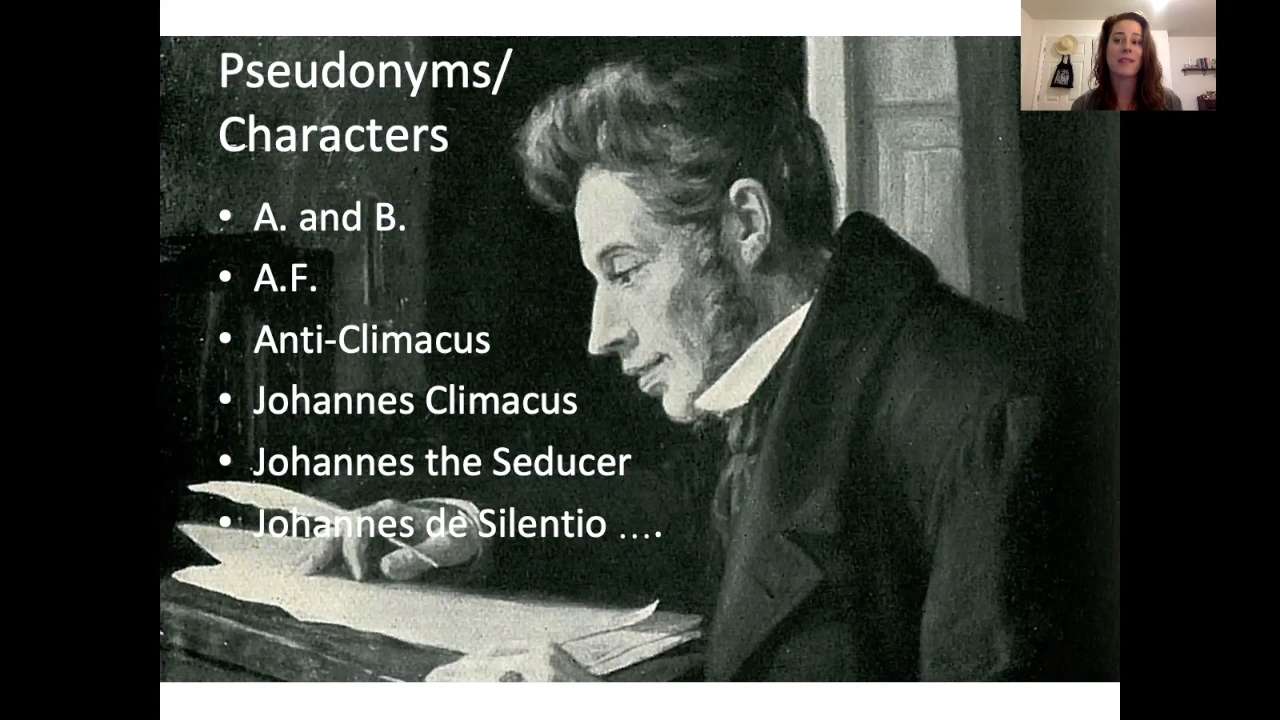 Pseudonyms/
Characters
• A. and B.
• A.F.
• Anti-Climacus
• Johannes Climacus
• Johannes the Seducer
• Johannes de Silentio ....